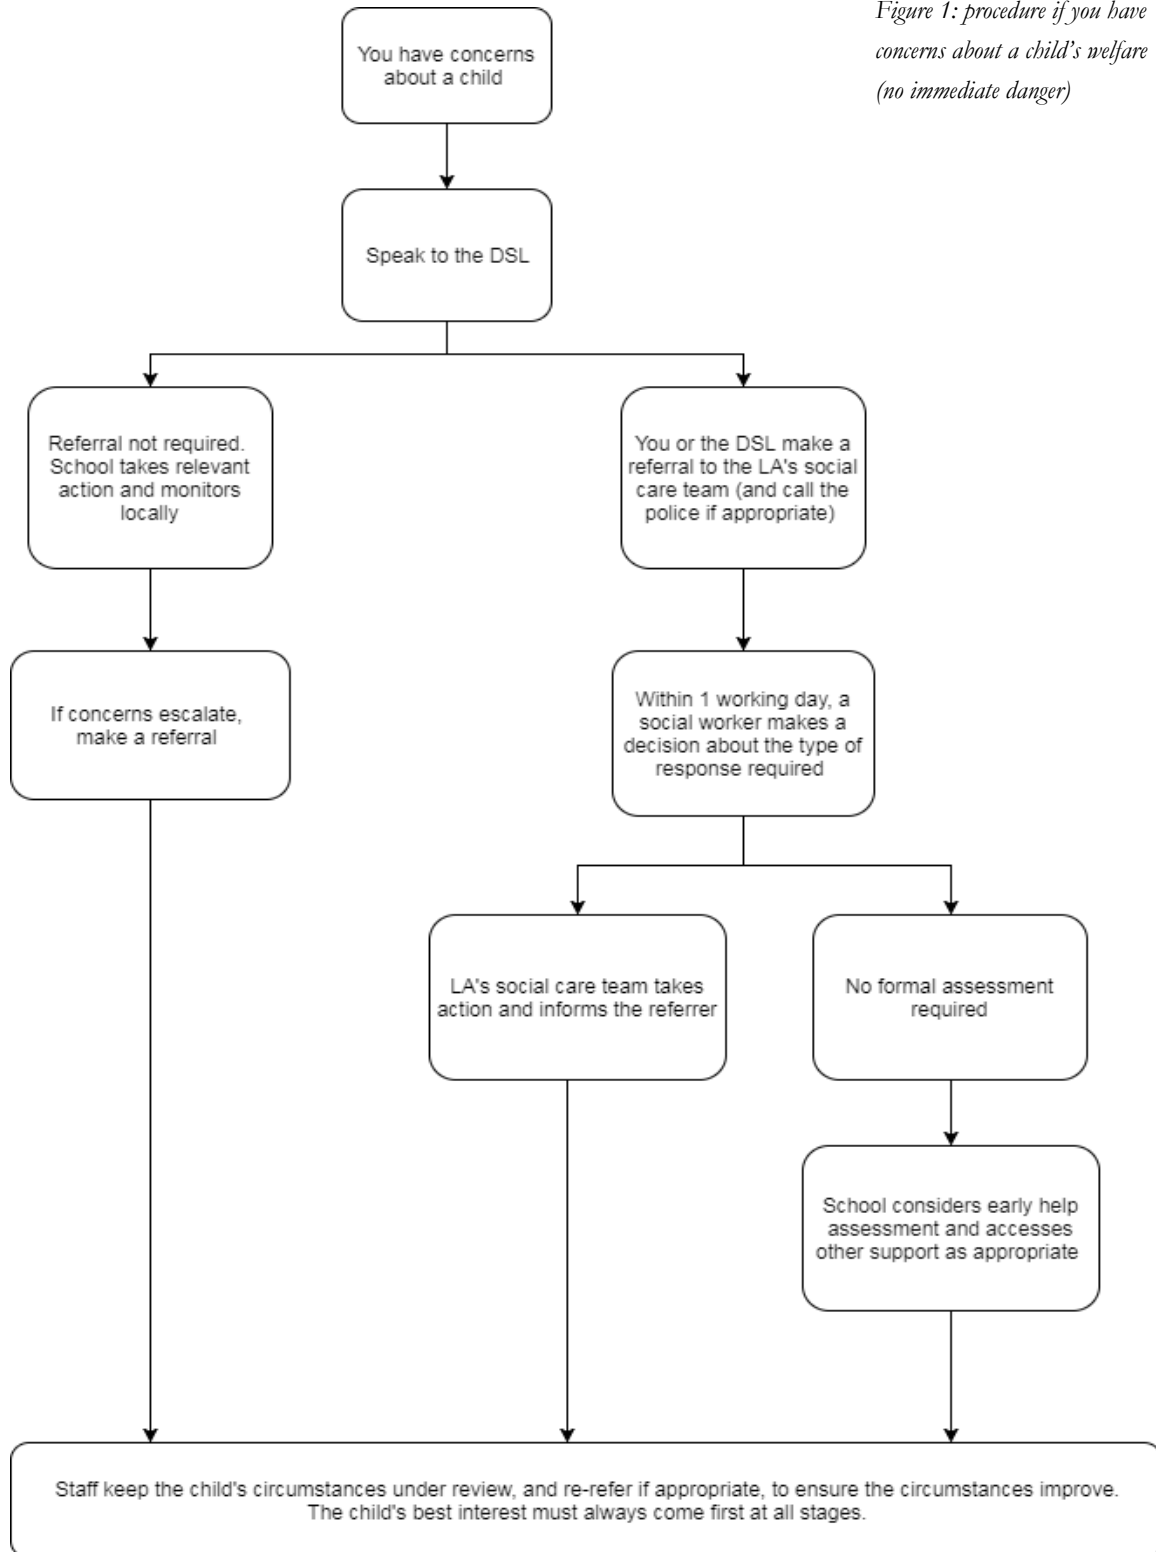 Figure 1: procedure if you have
concerns about a child's welfare
(no immediate danger)
You have concerns
about a child
Speak to the DSL
Referral not required.
School takes relevant
action and monitors
locally
You or the DSL make a
referral to the LA's social
care team (and call the
police if appropriate)
If concerns escalate,
make a referral
Within 1 working day, a
social worker makes a
decision about the type of
response required
LA's social care team takes
action and informs the referrer
No formal assessment
required
School considers early help
assessment and accesses
other support as appropriate
Staff keep the child's circumstances under review, and re-refer if appropriate, to ensure the circumstances improve.
The child's best interest must always come first at all stages.